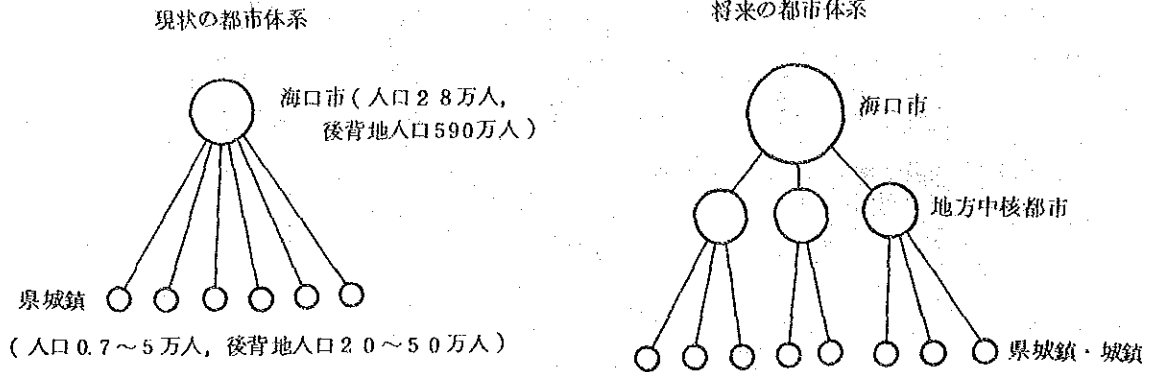 現状の都市体系
海口市(人口28万人,
後背地人口590万人)
県城鎮
(人口0.7〜5万人, 後背地人口20〜50万人)
将来の都市体系
海口市
地方中核都市
県城鎮・城鎮